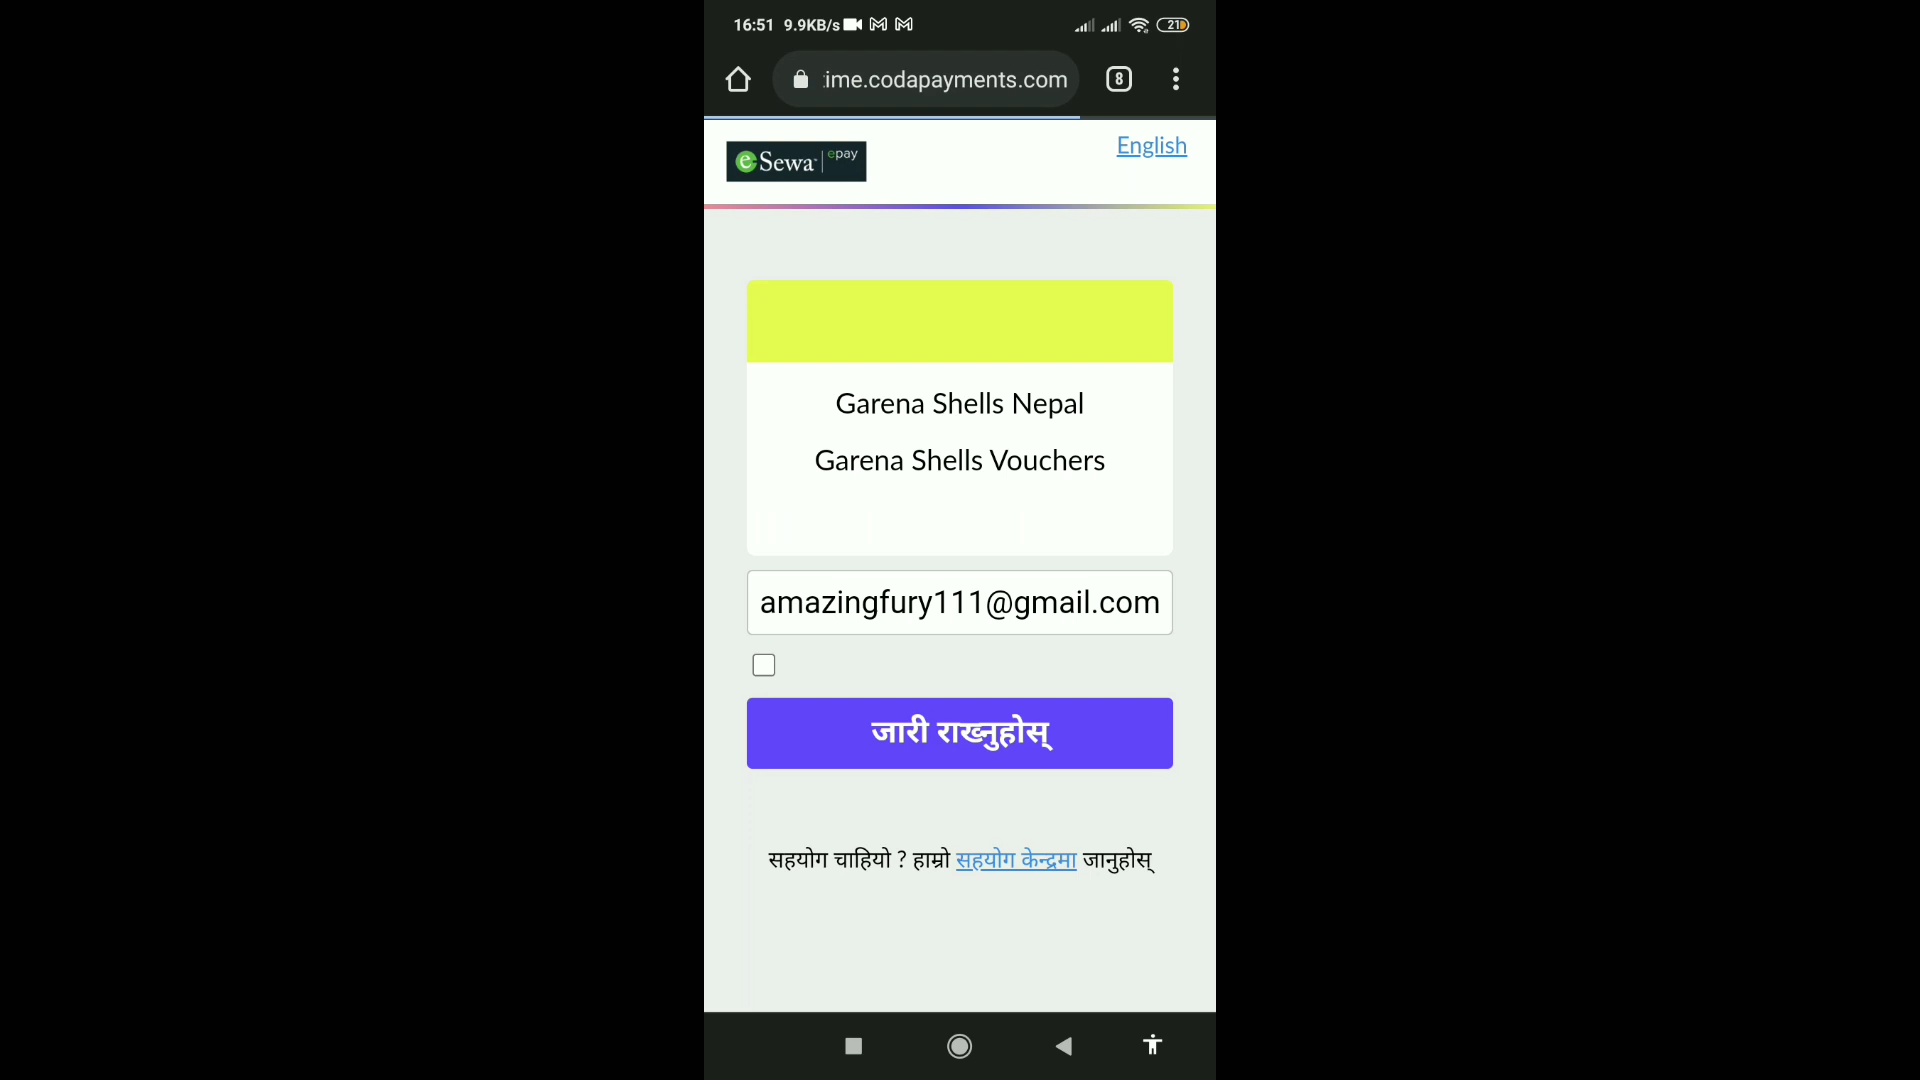 16:51 9.9KB/s 21
:ime.codapayments.com 8
eSewa epay
English
Garena Shells Nepal
Garena Shells Vouchers
amazingfury111@gmail.com
जारी राख्नुहोस्
सहयोग चाहियो ? हाम्रो सहयोग केन्द्रमा जानुहोस्